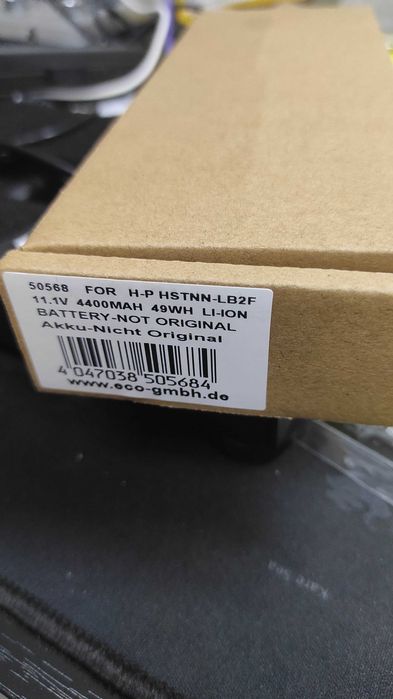 50568 FOR H-P HSTNN-LB2F
11.1V 4400MAH 49WH LI-ION
BATTERY-NOT ORIGINAL
Akku-Nicht Original
4 047038 505684
www.eco-gmbh.de